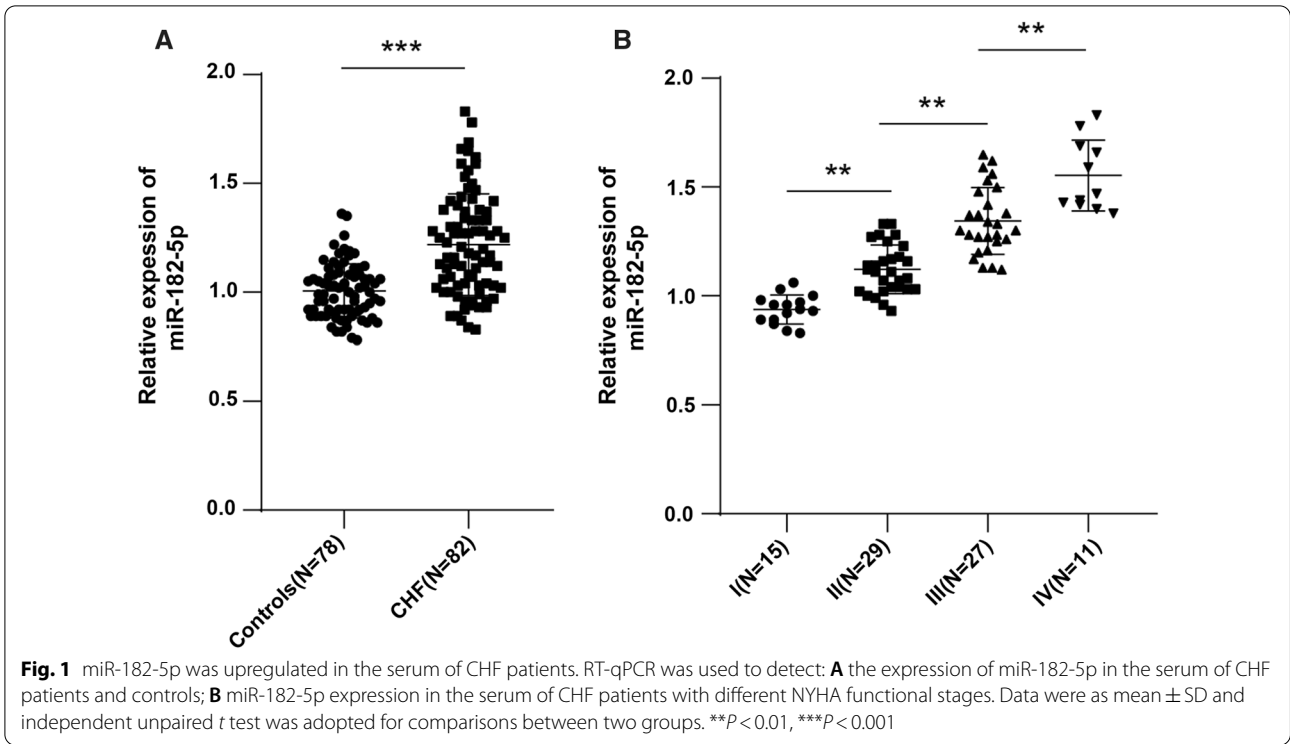 A
***
2.0
1.5
1.0
0.5
0.0
Relative expression of
miR-182-5p
Controls(N=78)
CHF(N=82)
B
**
**
**
2.0
1.5
1.0
0.5
0.0
Relative expression of
miR-182-5p
I(N=15)
II(N=29)
III(N=27)
IV(N=11)
Fig. 1 miR-182-5p was upregulated in the serum of CHF patients. RT-qPCR was used to detect: A the expression of miR-182-5p in the serum of CHF
patients and controls; B miR-182-5p expression in the serum of CHF patients with different NYHA functional stages. Data were as mean ± SD and
independent unpaired t test was adopted for comparisons between two groups. **P < 0.01, ***P < 0.001